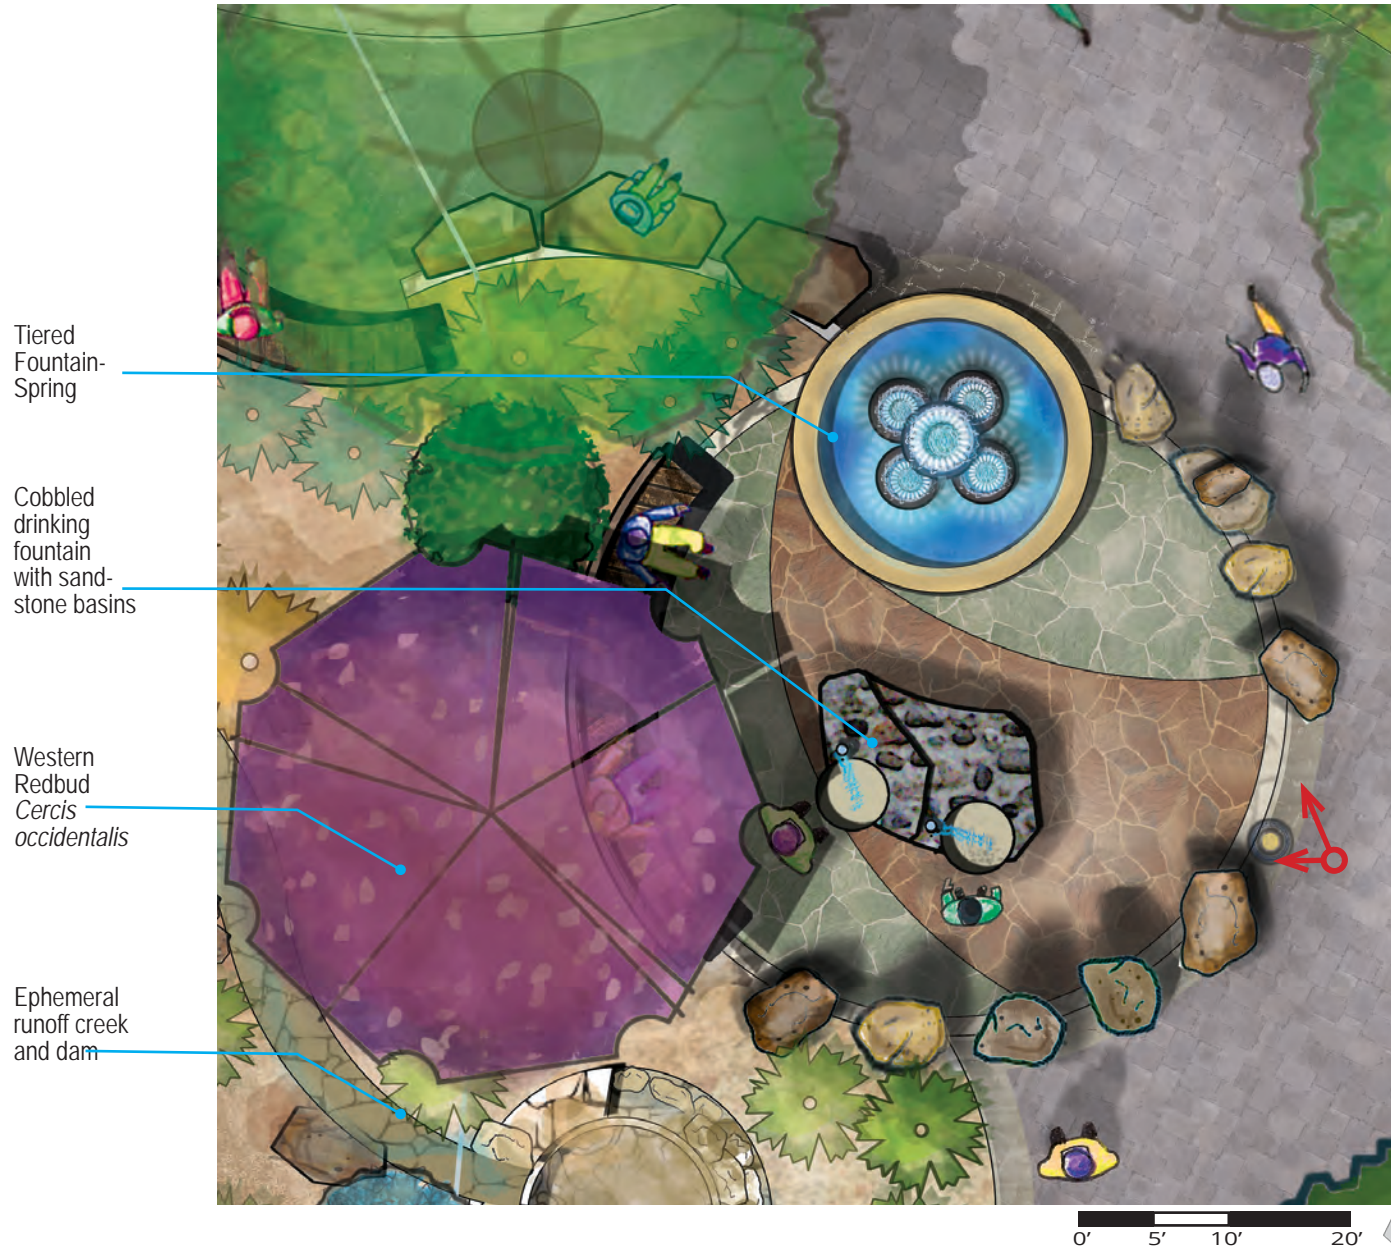 Tiered
Fountain-
Spring
Cobbled
drinking
fountain
with sand-
stone basins
Western
Redbud
Cercis
occidentalis
Ephemeral
runoff creek
and dam
0' 5' 10' 20'